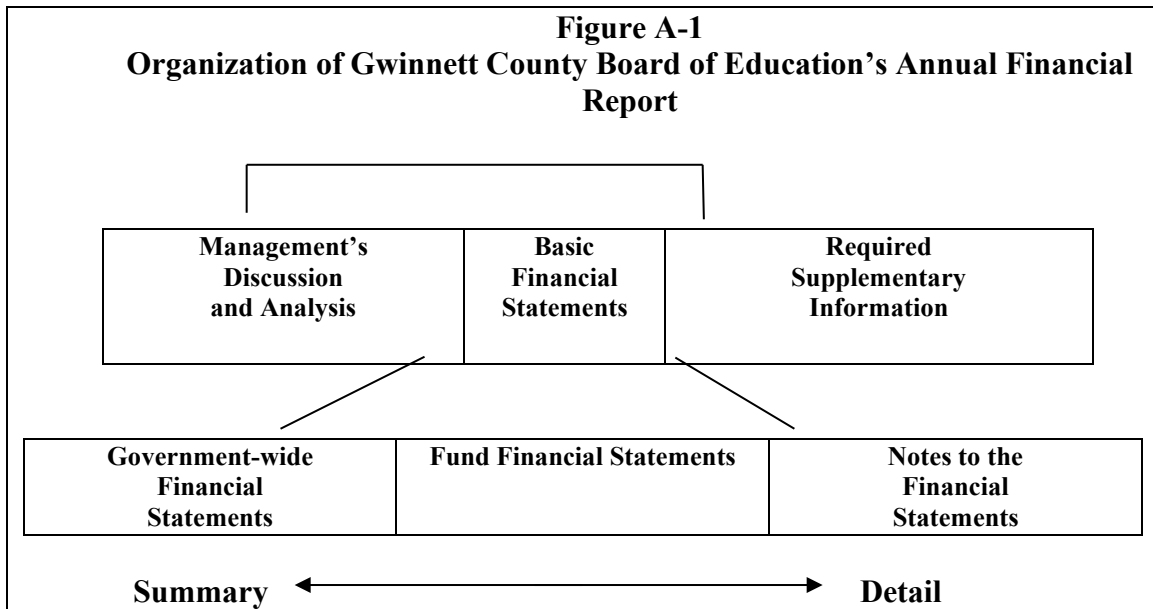 Figure A-1
Organization of Gwinnett County Board of Education’s Annual Financial
Report
Management’s
Discussion
and Analysis
Basic
Financial
Statements
Required
Supplementary
Information
Government-wide
Financial
Statements
Fund Financial Statements
Notes to the
Financial
Statements
Summary
Detail